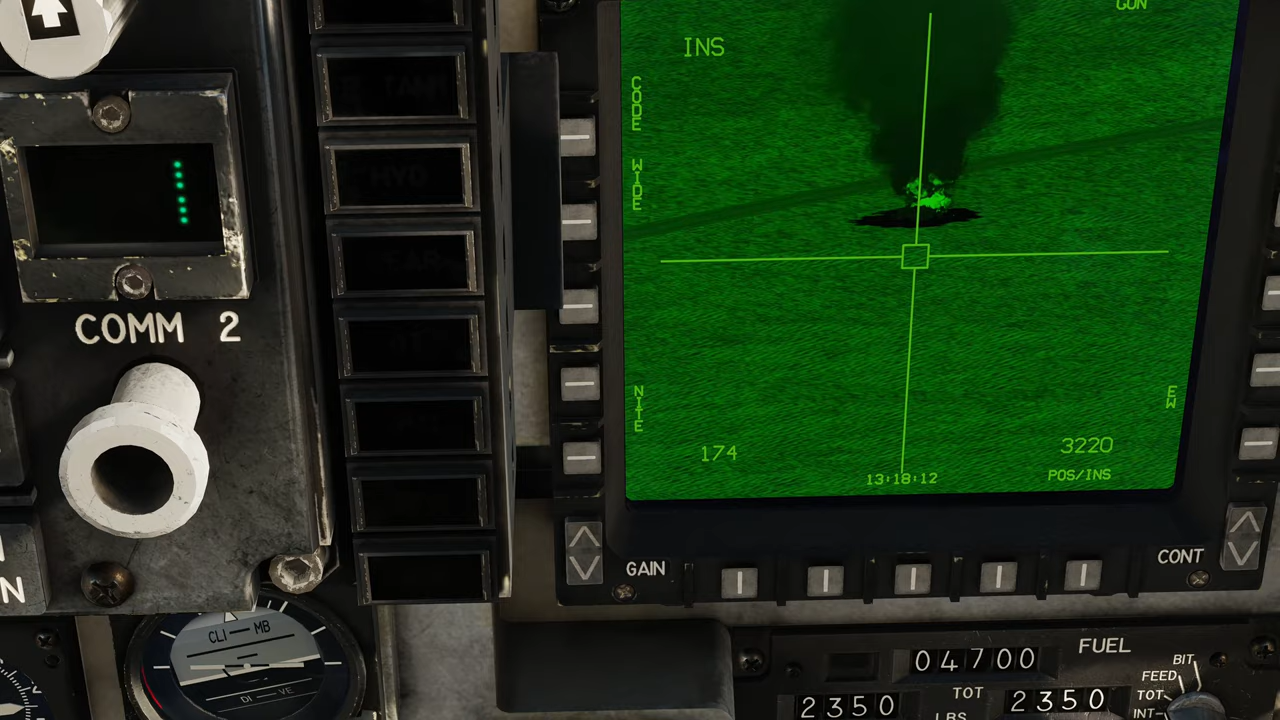 GUN
INS
CODE
WIDE
COMM 2
NITE
EW
174
3220
13:18:12
POS/INS
GAIN
CONT
N
CLI MB
DI VE
FUEL
04700
BIT
FEED
TOT
TOT
2350
2350
LBS
INT